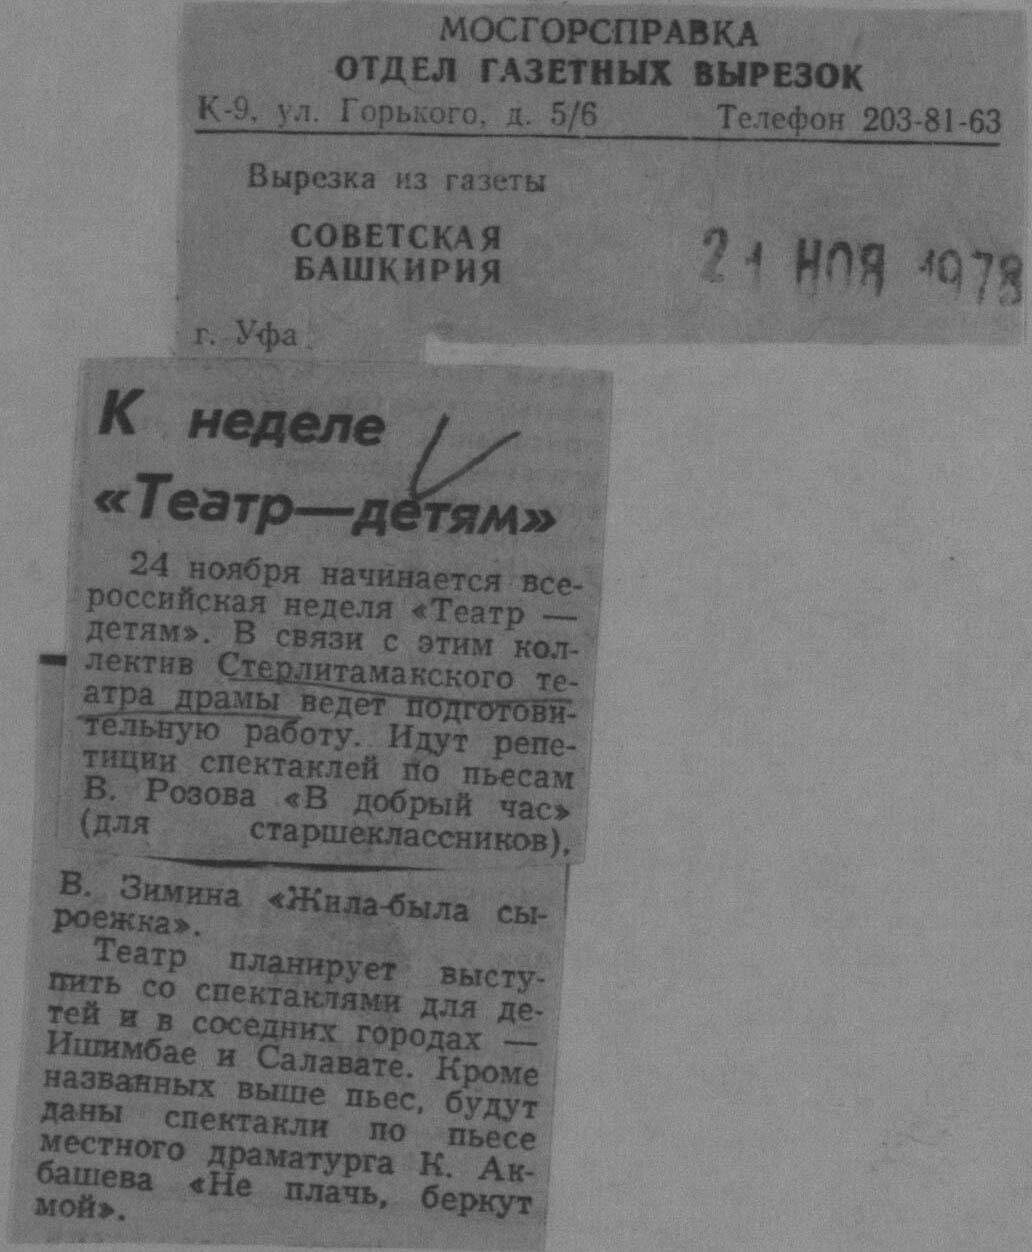 МОСГОРСПРАВКА
ОТДЕЛ ГАЗЕТНЫХ ВЫРЕЗОК
К-9, ул. Горького, д. 5/6 Телефон 203-81-63
Вырезка из газеты
СОВЕТСКАЯ
БАШКИРИЯ
21 НОЯ 1978
г. Уфа
К неделе
«Театр—детям»
24 ноября начинается все-
российская неделя «Театр —
детям». В связи с этим кол-
лектив Стерлитамакского те-
атра драмы ведет подготови-
тельную работу. Идут репе-
тиции спектаклей по пьесам
В. Розова «В добрый час»
(для старшеклассников),
В. Зимина «Жила-была сы-
роежка».
Театр планирует высту-
пить со спектаклями для де-
тей и в соседних городах —
Ишимбае и Салавате. Кроме
названных выше пьес, будут
даны спектакли по пьесе
местного драматурга К. Ак-
башева «Не плачь, беркут
мой».